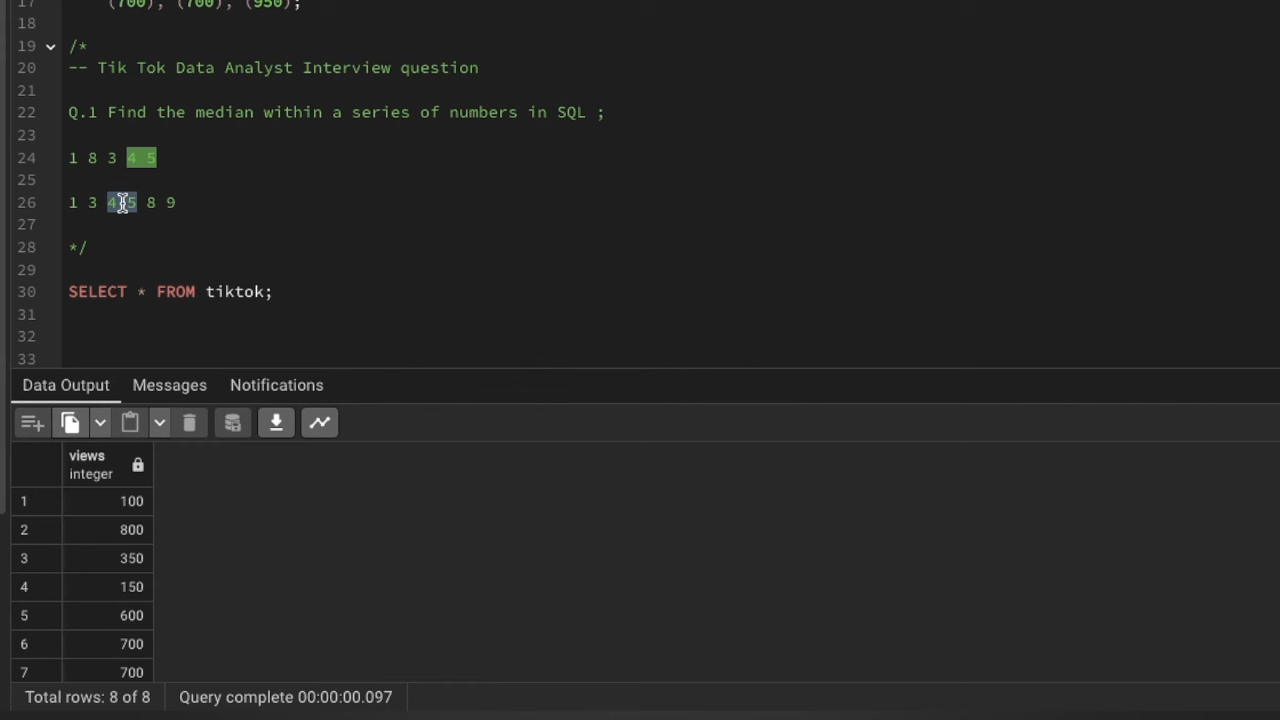 17 (700), (700), (950);
18
19 /*
20 -- Tik Tok Data Analyst Interview question
21
22 Q.1 Find the median within a series of numbers in SQL ;
23
24 1 8 3 4 5
25
26 1 3 4 5 8 9
27
28 */
29
30 SELECT * FROM tiktok;
31
32
33
Data Output Messages Notifications
views
integer
1 100
2 800
3 350
4 150
5 600
6 700
7 700
Total rows: 8 of 8 Query complete 00:00:00.097